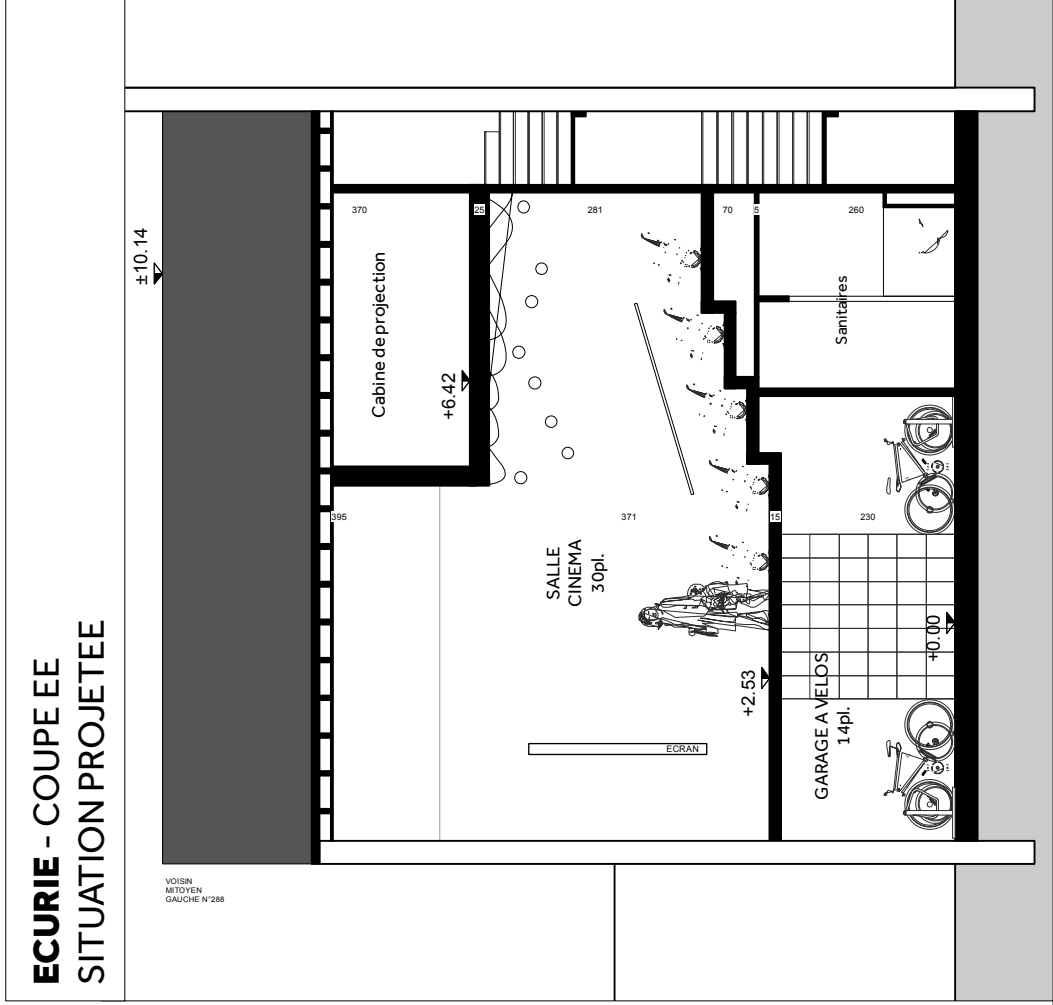 ECURIE - COUPE EE
SITUATION PROJETEE
VOISIN
MITOYEN
GAUCHE N°288
±10.14
370
25
281
70
5
260
Cabine de projection
+6.42
Sanitaires
395
371
15
230
SALLE
CINEMA
30pl.
+2.53
+0.00
GARAGE A VELOS
14pl.
ECRAN